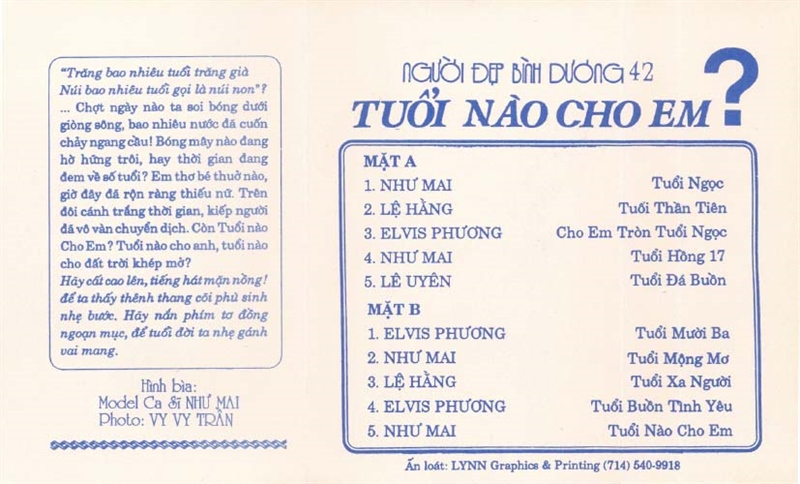 "Trăng bao nhiêu tuổi trăng già
Núi bao nhiêu tuổi gọi là núi non"?
... Chợt ngày nào ta soi bóng dưới
giòng sông, bao nhiêu nước đã cuốn
chảy ngang cầu! Bóng mây nào đang
hờ hững trôi, hay thời gian đang
đem về số tuổi? Em thơ bé thuở nào,
giờ đây đã rộn ràng thiếu nữ. Trên
đôi cánh trắng thời gian, kiếp người
đã vô vàn chuyển dịch. Còn Tuổi nào
Cho Em? Tuổi nào cho anh, tuổi nào
cho đất trời khép mở?
Hãy cất cao lên, tiếng hát mặn nồng!
để ta thấy thênh thang cõi phù sinh
nhẹ bước. Hãy nắn phím tơ đồng
ngoạn mục, để tuổi đời ta nhẹ gánh
vai mang.
Hình bìa:
Model Ca Sĩ NHƯ MAI
Photo: VY VY TRẦN
NGƯỜI ĐẸP BÌNH DƯƠNG 42
TUỔI NÀO CHO EM ?
MẶT A
1. NHƯ MAI Tuổi Ngọc
2. LỆ HẰNG Tuổi Thần Tiên
3. ELVIS PHƯƠNG Cho Em Tròn Tuổi Ngọc
4. NHƯ MAI Tuổi Hồng 17
5. LÊ UYÊN Tuổi Đá Buồn
MẶT B
1. ELVIS PHƯƠNG Tuổi Mười Ba
2. NHƯ MAI Tuổi Mộng Mơ
3. LỆ HẰNG Tuổi Xa Người
4. ELVIS PHƯƠNG Tuổi Buồn Tình Yêu
5. NHƯ MAI Tuổi Nào Cho Em
Ấn loát: LYNN Graphics & Printing (714) 540-9918